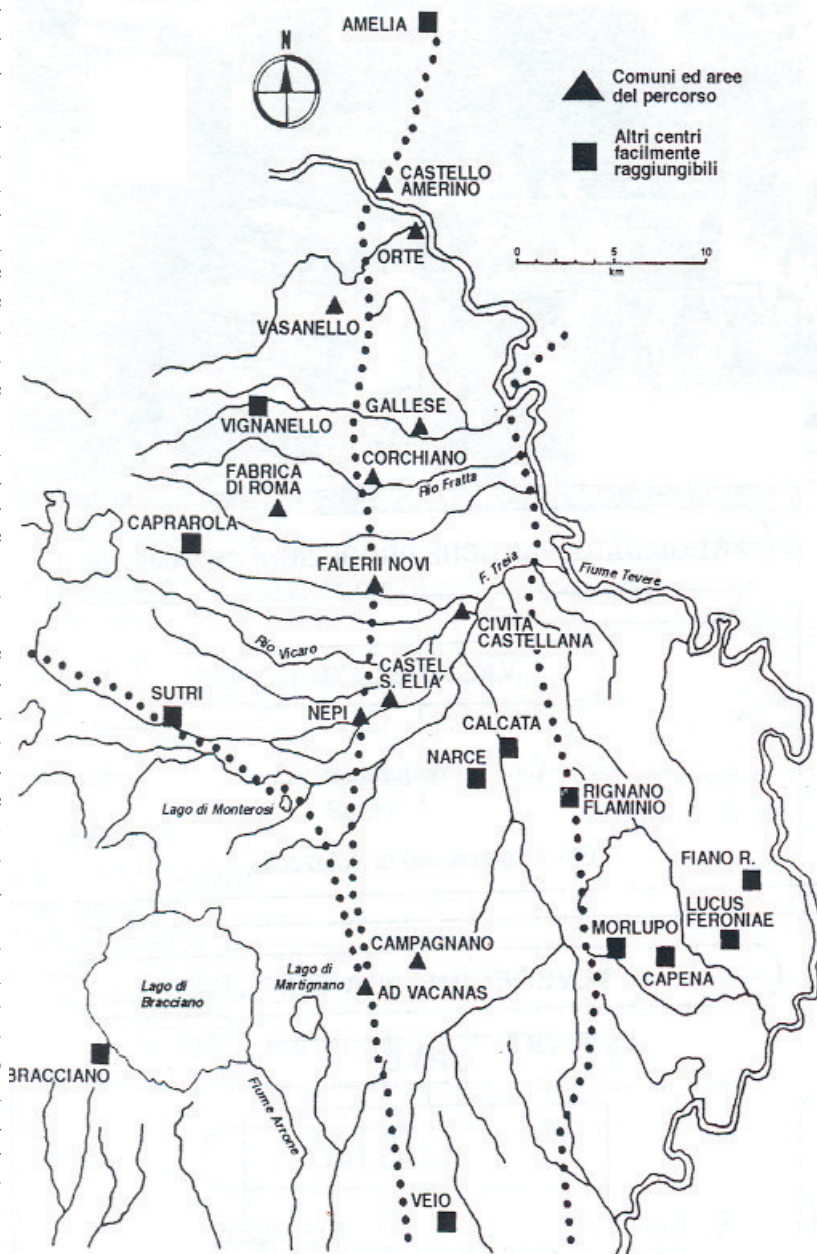 AMELIA
N
Comuni ed aree
del percorso
Altri centri
facilmente
raggiungibili
CASTELLO
AMERINO
ORTE
0 5 10
km
VASANELLO
GALLESE
VIGNANELLO
CORCHIANO
FABRICA
DI ROMA
Rio Fratta
CAPRAROLA
FALERII NOVI
F. Treia
Fiume Tevere
CIVITA
CASTELLANA
Rio Vicaro
CASTEL
S. ELIA'
SUTRI
NEPI
CALCATA
NARCE
Lago di Monterosi
RIGNANO
FLAMINIO
FIANO R.
LUCUS
FERONIAE
MORLUPO
CAPENA
CAMPAGNANO
Lago di
Martignano
Lago di
Bracciano
AD VACANAS
BRACCIANO
Fiume Arrone
VEIO